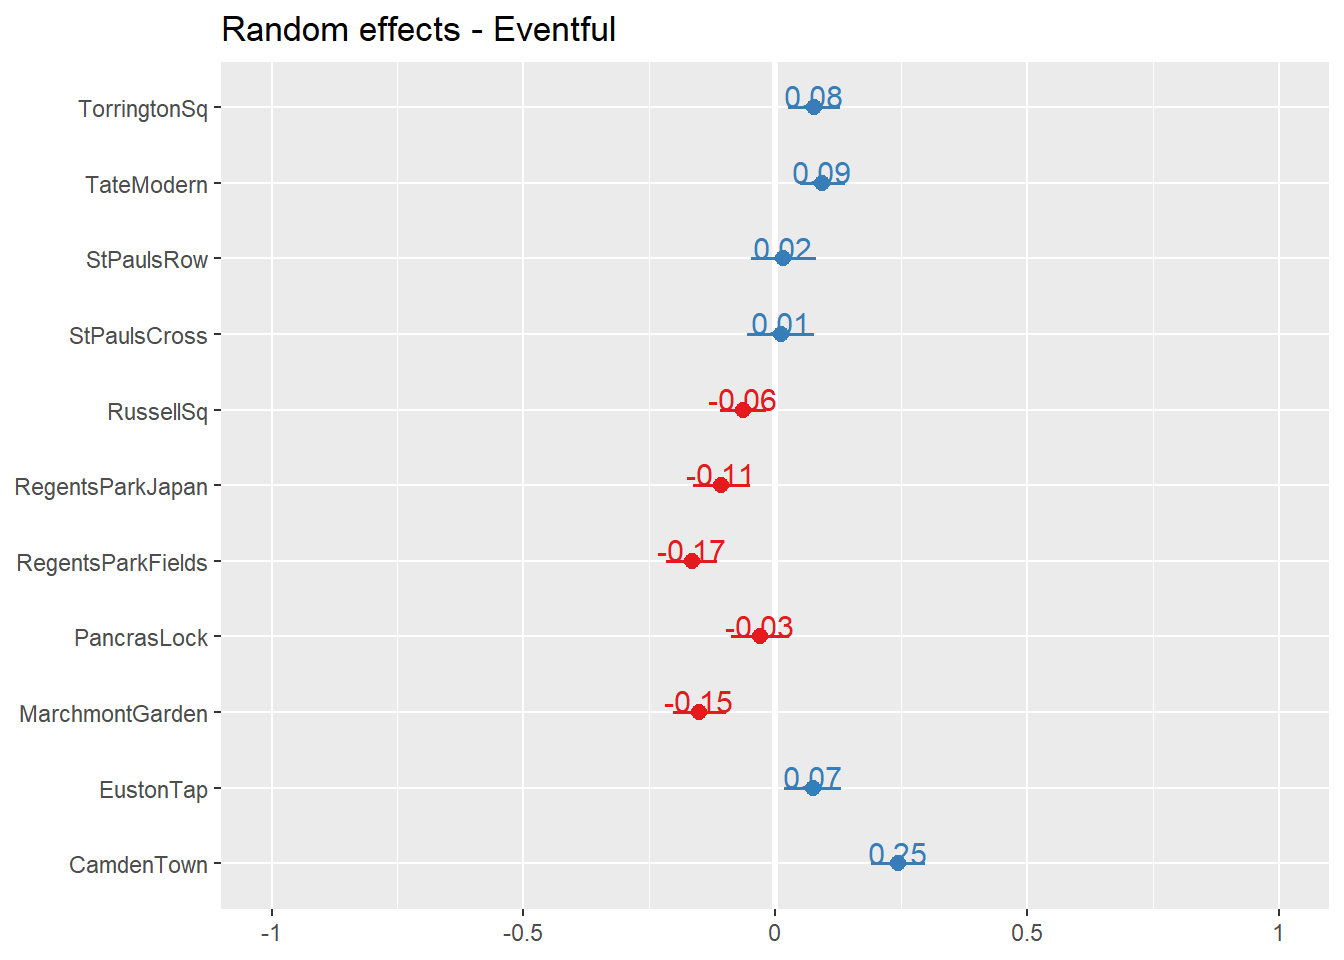 Random effects - Eventful
TorringtonSq
0.08
TateModern
0.09
StPaulsRow
0.02
StPaulsCross
0.01
RussellSq
-0.06
RegentsParkJapan
-0.11
RegentsParkFields
-0.17
PancrasLock
-0.03
MarchmontGarden
-0.15
EustonTap
0.07
CamdenTown
0.25
-1 -0.5 0 0.5 1